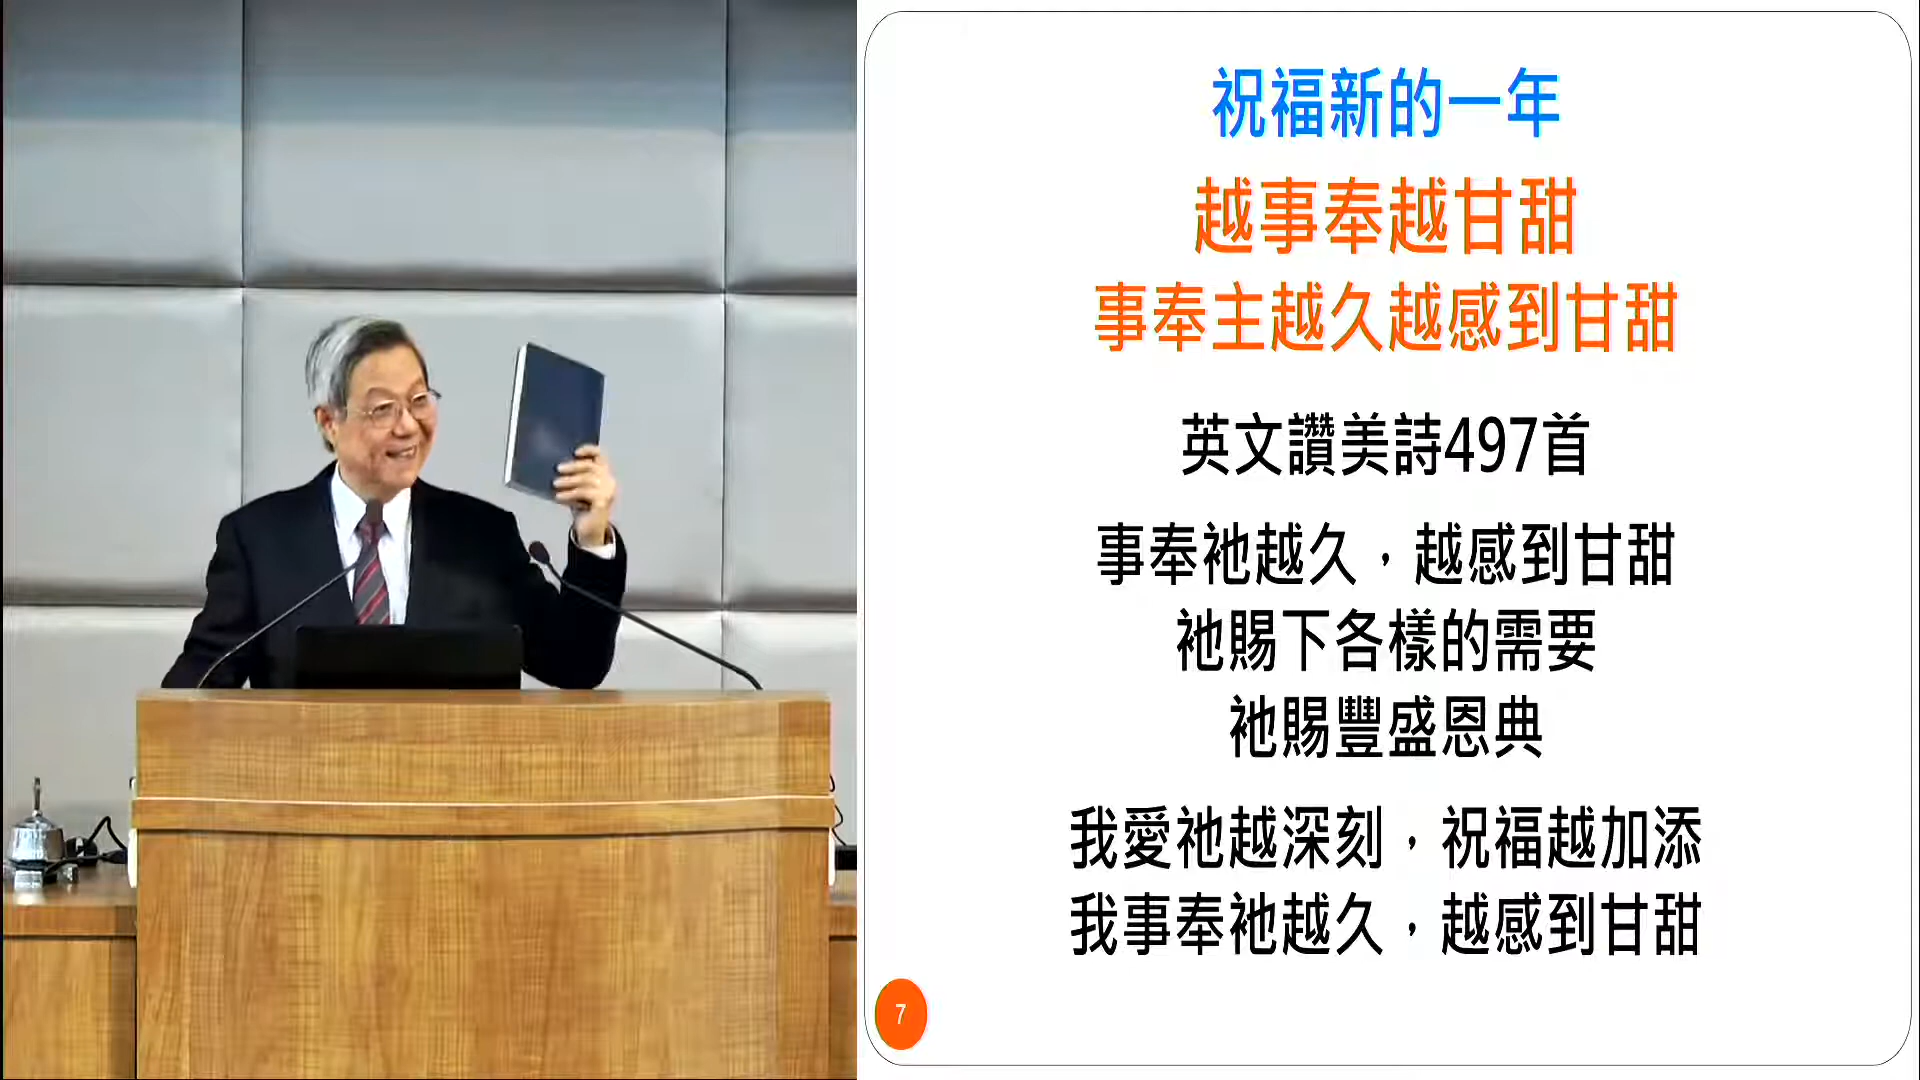 祝福新的一年
越事奉越甘甜
事奉主越久越感到甘甜
英文讚美詩497首
事奉祂越久，越感到甘甜
祂賜下各樣的需要
祂賜豐盛恩典
我愛祂越深刻，祝福越加添
我事奉祂越久，越感到甘甜
7